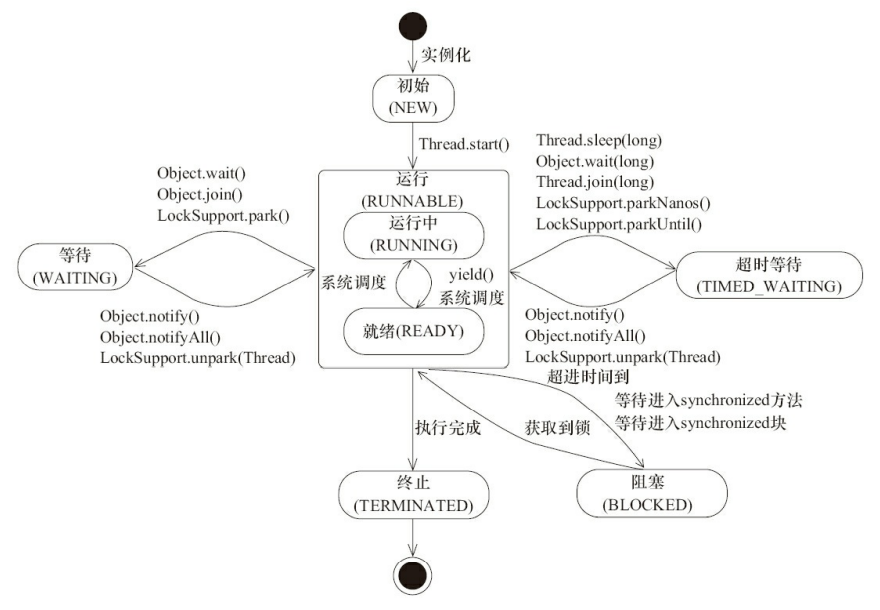 实例化
初始
(NEW)
Thread.start()
Object.wait()
Object.join()
LockSupport.park()
Thread.sleep(long)
Object.wait(long)
Thread.join(long)
LockSupport.parkNanos()
LockSupport.parkUntil()
运行
(RUNNABLE)
运行中
(RUNNING)
等待
(WAITING)
系统调度
yield()
系统调度
超时等待
(TIMED_WAITING)
就绪(READY)
Object.notify()
Object.notifyAll()
LockSupport.unpark(Thread)
Object.notify()
Object.notifyAll()
LockSupport.unpark(Thread)
超进时间到
等待进入synchronized方法
等待进入synchronized块
执行完成
获取到锁
终止
(TERMINATED)
阻塞
(BLOCKED)